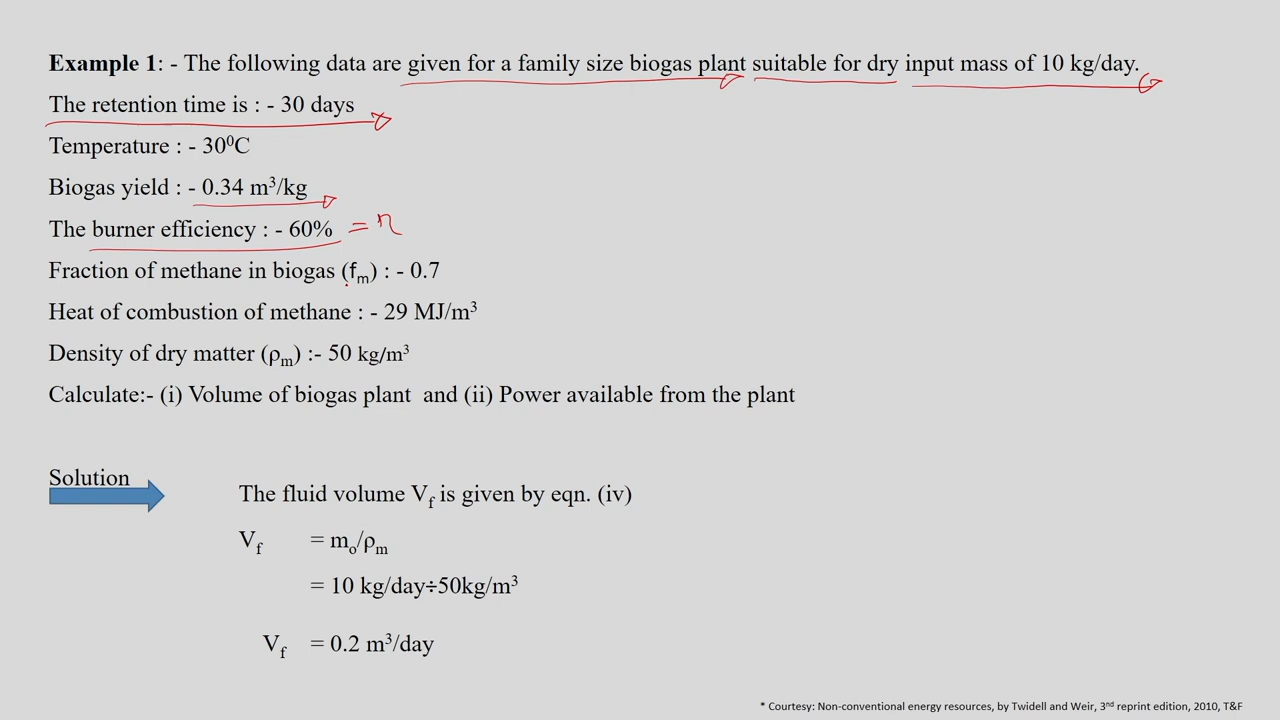 Example 1: - The following data are given for a family size biogas plant suitable for dry input mass of 10 kg/day.
The retention time is : - 30 days
Temperature : - 30⁰C
Biogas yield : - 0.34 m³/kg
The burner efficiency : - 60% = η
Fraction of methane in biogas (fₘ) : - 0.7
Heat of combustion of methane : - 29 MJ/m³
Density of dry matter (ρₘ) :- 50 kg/m³
Calculate:- (i) Volume of biogas plant and (ii) Power available from the plant
Solution
The fluid volume Vf is given by eqn. (iv)
Vf = mₒ/ρₘ
= 10 kg/day÷50kg/m³
Vf = 0.2 m³/day
* Courtesy: Non-conventional energy resources, by Twidell and Weir, 3ʳᵈ reprint edition, 2010, T&F